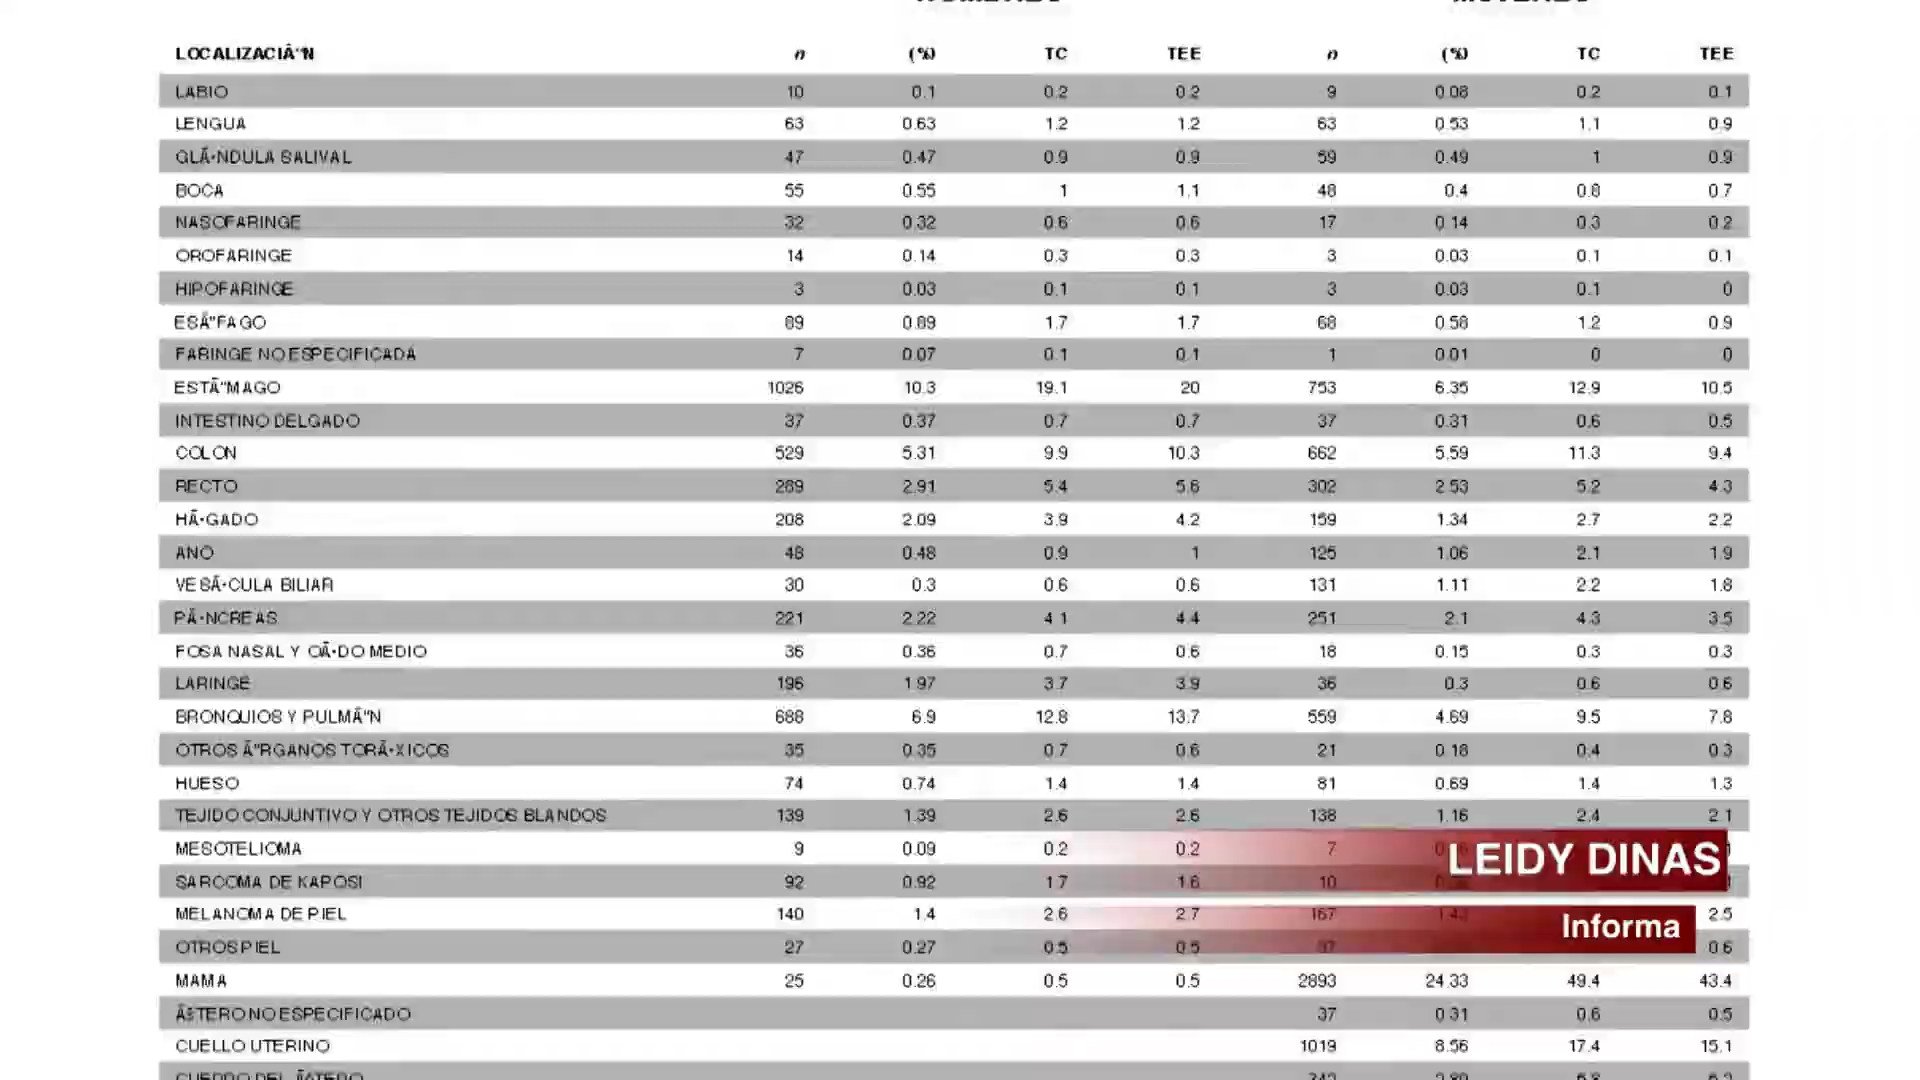 LOCALIZACIÂ“N n (%) TC TEE n (%) TC TEE
LABIO 10 0.1 0.2 0.2 9 0.08 0.2 0.1
LENGUA 63 0.63 1.2 1.2 63 0.53 1.1 0.9
GLÃ·NDULA SALIVAL 47 0.47 0.9 0.9 59 0.49 1 0.9
BOCA 55 0.55 1 1.1 48 0.4 0.8 0.7
NASOFARINGE 32 0.32 0.6 0.6 17 0.14 0.3 0.2
OROFARINGE 14 0.14 0.3 0.3 3 0.03 0.1 0.1
HIPOFARINGE 3 0.03 0.1 0.1 3 0.03 0.1 0
ESÃ“FAGO 89 0.89 1.7 1.7 68 0.58 1.2 0.9
FARINGE NO ESPECIFICADA 7 0.07 0.1 0.1 1 0.01 0 0
ESTÃ“MAGO 1026 10.3 19.1 20 753 6.35 12.9 10.5
INTESTINO DELGADO 37 0.37 0.7 0.7 37 0.31 0.6 0.5
COLON 529 5.31 9.9 10.3 662 5.59 11.3 9.4
RECTO 289 2.91 5.4 5.6 302 2.53 5.2 4.3
HÃ·GADO 208 2.09 3.9 4.2 159 1.34 2.7 2.2
ANO 48 0.48 0.9 1 125 1.06 2.1 1.9
VESÃ·CULA BILIAR 30 0.3 0.6 0.6 131 1.11 2.2 1.8
PÃ·NCREAS 221 2.22 4.1 4.4 251 2.1 4.3 3.5
FOSA NASAL Y OÃ·DO MEDIO 36 0.36 0.7 0.6 18 0.15 0.3 0.3
LARINGE 196 1.97 3.7 3.9 36 0.3 0.6 0.6
BRONQUIOS Y PULMÃ“N 688 6.9 12.8 13.7 559 4.69 9.5 7.8
OTROS Ã“RGANOS TORÃ·XICOS 35 0.35 0.7 0.6 21 0.18 0.4 0.3
HUESO 74 0.74 1.4 1.4 81 0.69 1.4 1.3
TEJIDO CONJUNTIVO Y OTROS TEJIDOS BLANDOS 139 1.39 2.6 2.6 138 1.16 2.4 2.1
MESOTELIOMA 9 0.09 0.2 0.2 7
LEIDY DINAS
SARCOMA DE KAPOSI 92 0.92 1.7 1.6 10
MELANOMA DE PIEL 140 1.4 2.6 2.7 167 2.5
Informa
OTROS PIEL 27 0.27 0.5 0.5 0.6
MAMA 25 0.26 0.5 0.5 2893 24.33 49.4 43.4
ÃšTERO NO ESPECIFICADO 37 0.31 0.6 0.5
CUELLO UTERINO 1019 8.56 17.4 15.1